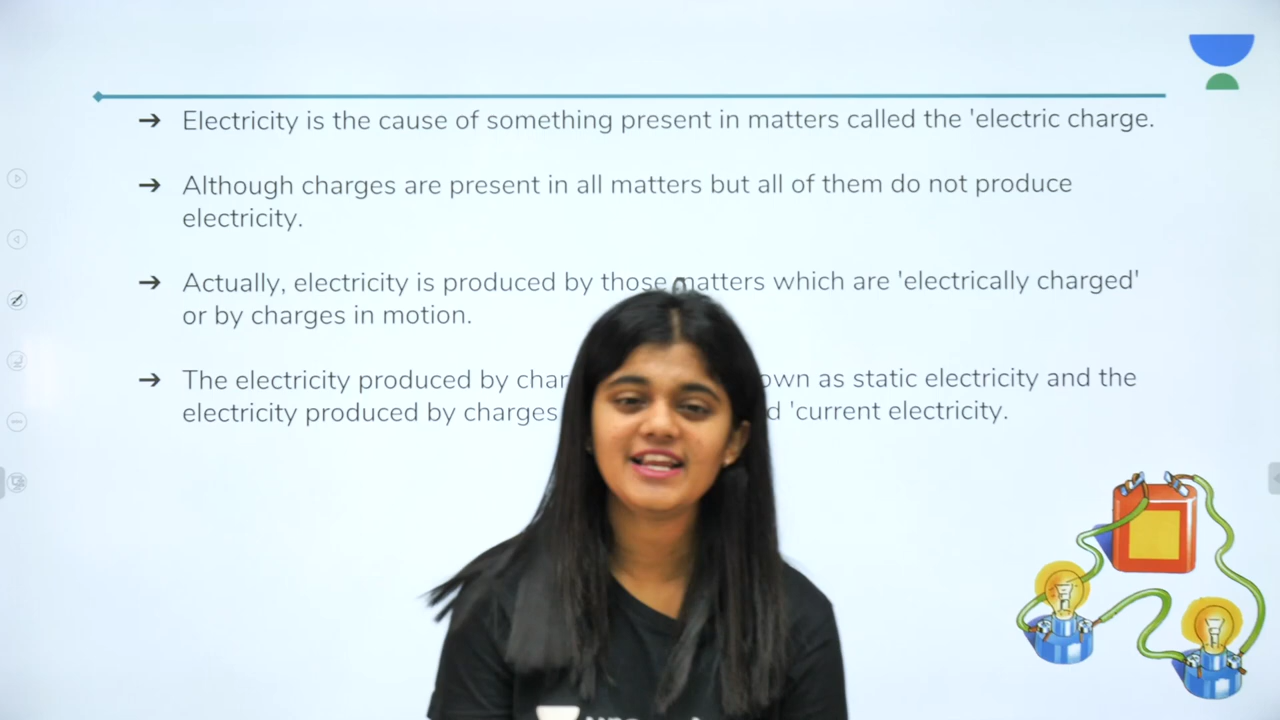 → Electricity is the cause of something present in matters called the 'electric charge.
→ Although charges are present in all matters but all of them do not produce
electricity.
→ Actually, electricity is produced by those matters which are 'electrically charged'
or by charges in motion.
→ The electricity produced by as static electricity and the
electricity produced by charges 'current electricity.